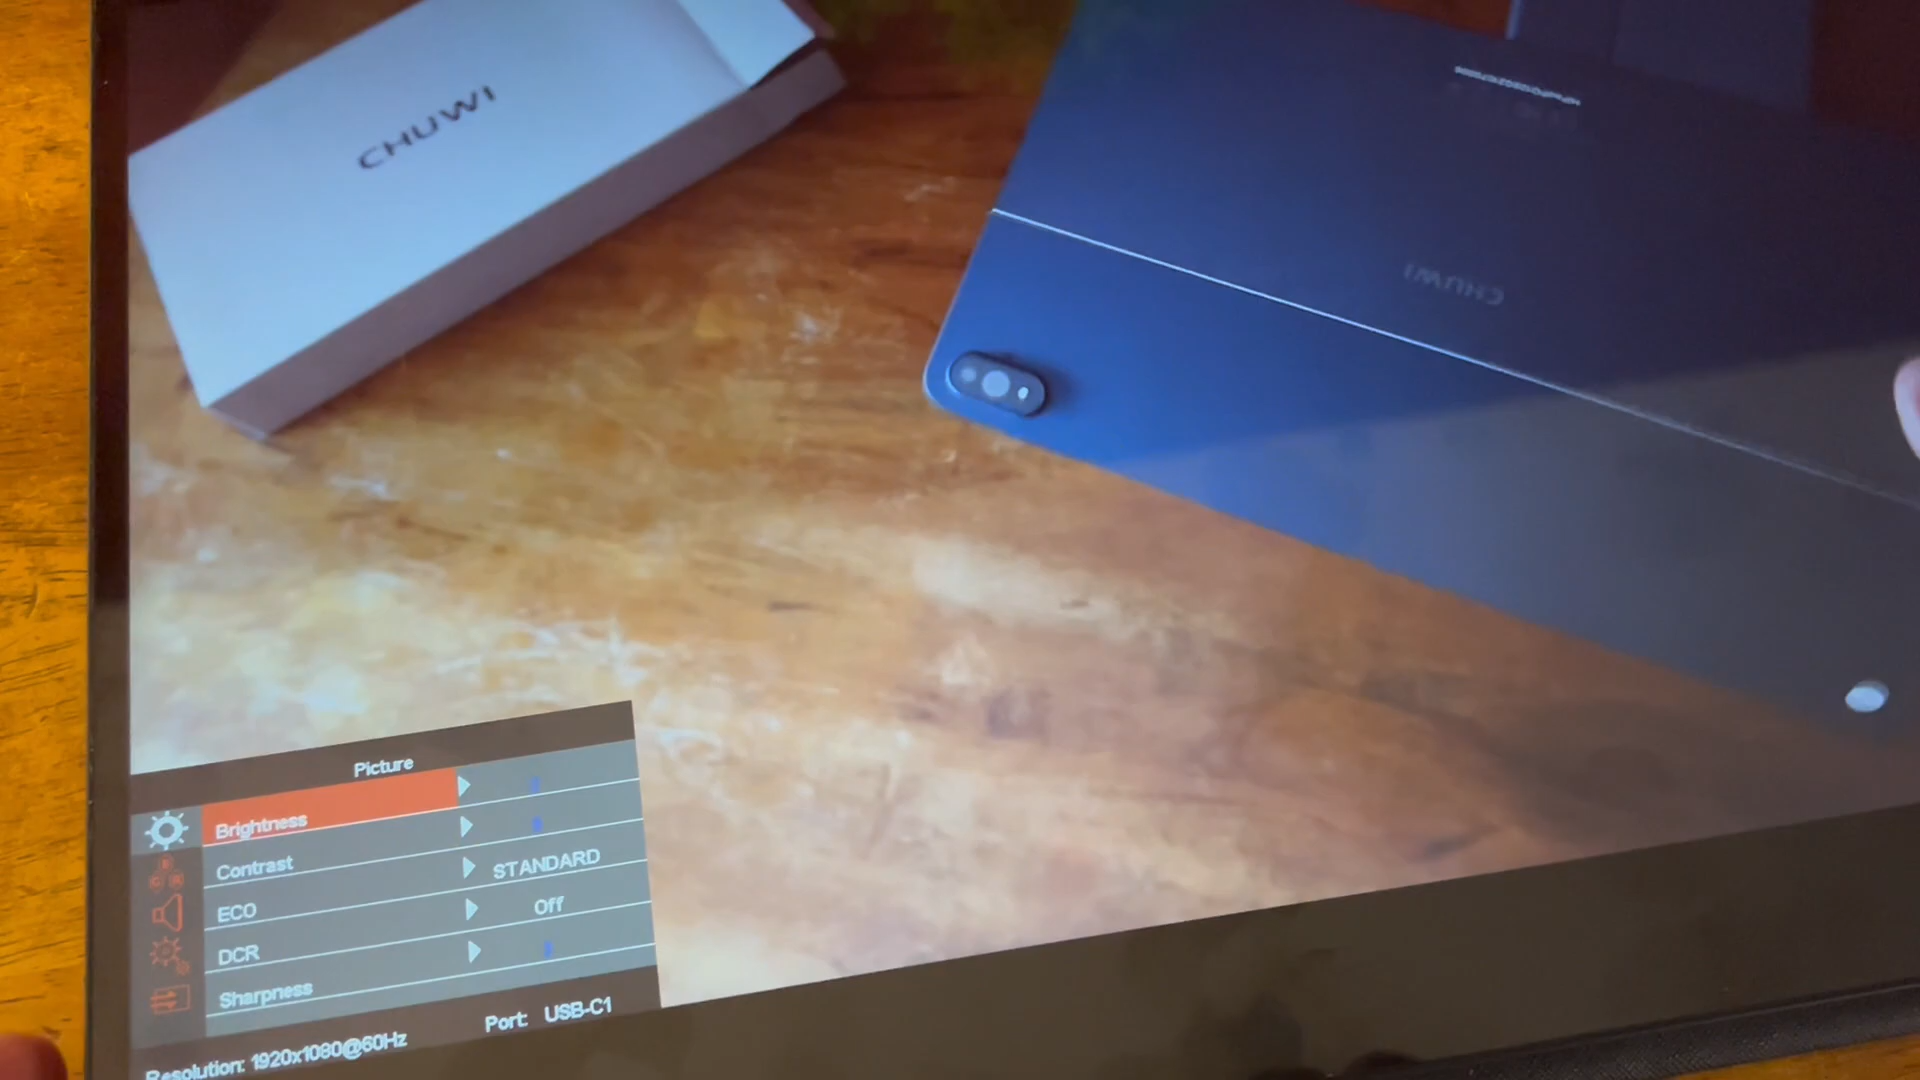 CHUWI
CHUWI
Picture
Brightness
Contrast
STANDARD
ECO
Off
DCR
Sharpness
Port: USB-C1
Resolution: 1920x1080@60Hz